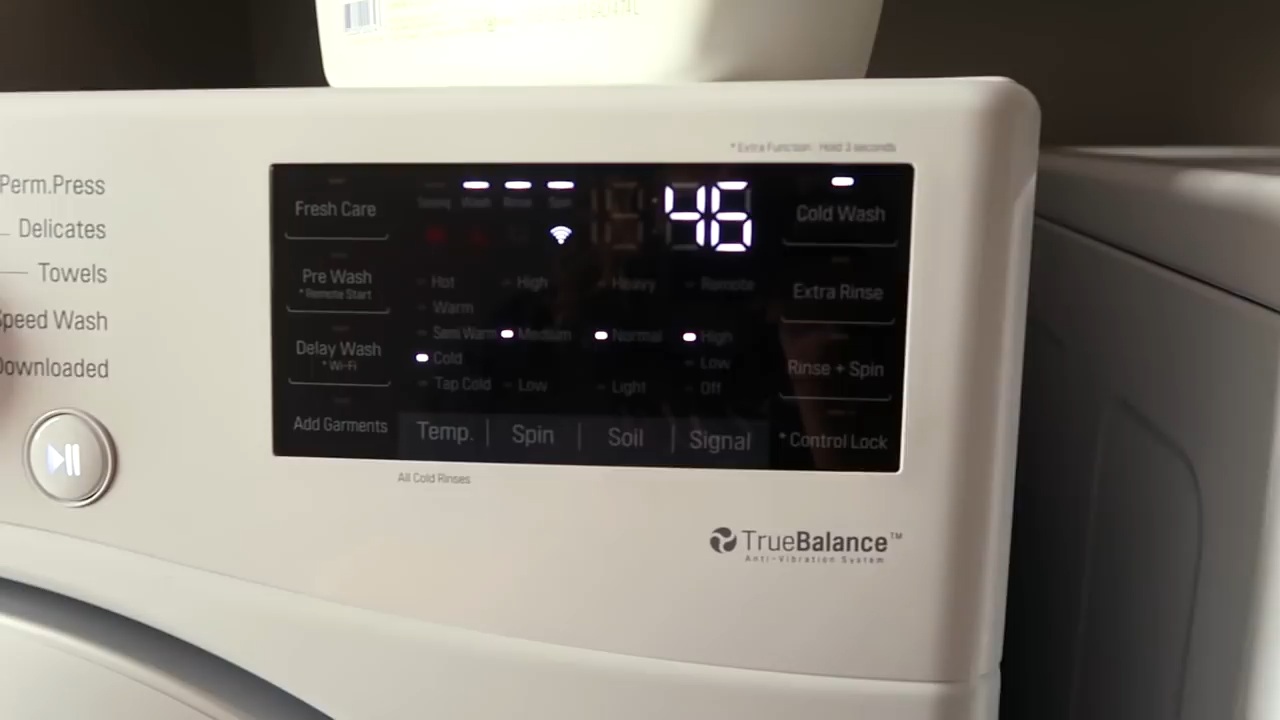 * Extra Function : Hold 3 seconds
Perm.Press
Delicates
Towels
Speed Wash
Downloaded
Fresh Care
Pre Wash
* Remote Start
Delay Wash
* Wi-Fi
Add Garments
Sensing Wash Rinse Spin
46
Hot High Heavy Remote
Warm
Semi Warm Medium Normal High
Cold Low
Tap Cold Low Light Off
Temp. Spin Soil Signal
Cold Wash
Extra Rinse
Rinse + Spin
* Control Lock
All Cold Rinses
TrueBalance™
Anti-Vibration System